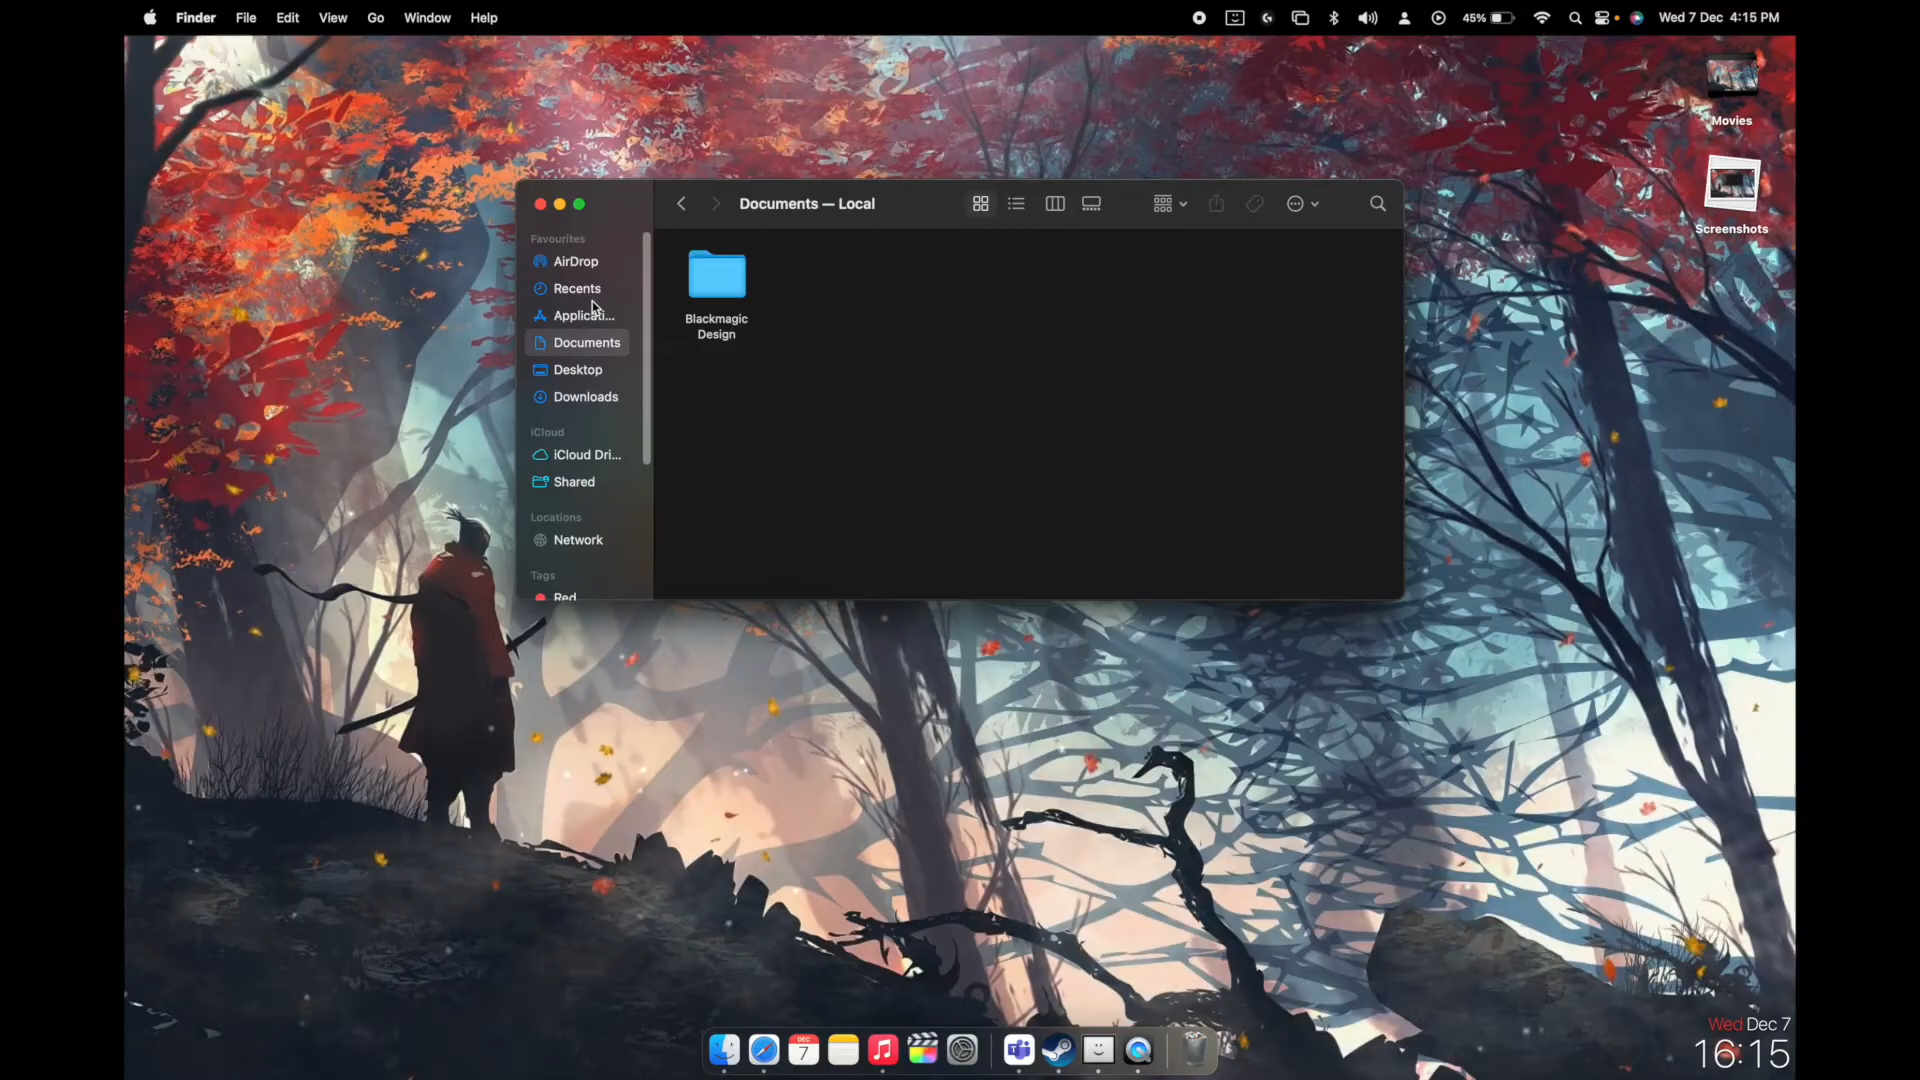 Finder File Edit View Go Window Help
45%
Wed 7 Dec 4:15 PM
Movies
Screenshots
Documents — Local
Favourites
AirDrop
Recents
Applicati...
Documents
Desktop
Downloads
iCloud
iCloud Dri...
Shared
Locations
Network
Tags
Red
Blackmagic
Design
DEC
7
Wed Dec 7
16:15